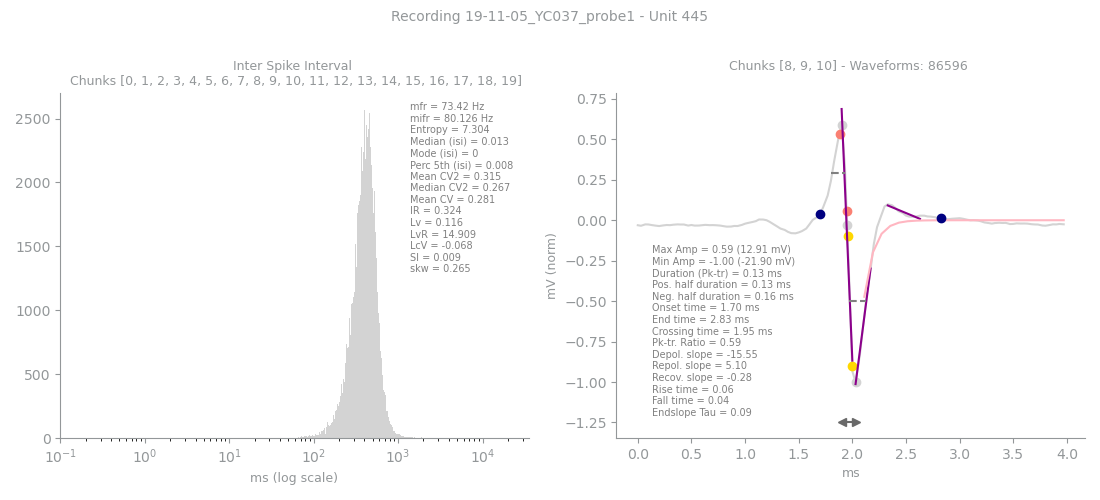 Recording 19-11-05_YC037_probe1 - Unit 445
Inter Spike Interval
Chunks [0, 1, 2, 3, 4, 5, 6, 7, 8, 9, 10, 11, 12, 13, 14, 15, 16, 17, 18, 19]
2500
2000
1500
1000
500
0
mfr = 73.42 Hz
mifr = 80.126 Hz
Entropy = 7.304
Median (isi) = 0.013
Mode (isi) = 0
Perc 5th (isi) = 0.008
Mean CV2 = 0.315
Median CV2 = 0.267
Mean CV = 0.281
IR = 0.324
Lv = 0.116
LvR = 14.909
LcV = -0.068
SI = 0.009
skw = 0.265
10⁻¹ 10⁰ 10¹ 10² 10³ 10⁴
ms (log scale)
Chunks [8, 9, 10] - Waveforms: 86596
mV (norm)
0.75
0.50
0.25
0.00
−0.25
−0.50
−0.75
−1.00
−1.25
Max Amp = 0.59 (12.91 mV)
Min Amp = -1.00 (-21.90 mV)
Duration (Pk-tr) = 0.13 ms
Pos. half duration = 0.13 ms
Neg. half duration = 0.16 ms
Onset time = 1.70 ms
End time = 2.83 ms
Crossing time = 1.95 ms
Pk-tr. Ratio = 0.59
Depol. slope = -15.55
Repol. slope = 5.10
Recov. slope = -0.28
Rise time = 0.06
Fall time = 0.04
Endslope Tau = 0.09
0.0 0.5 1.0 1.5 2.0 2.5 3.0 3.5 4.0
ms